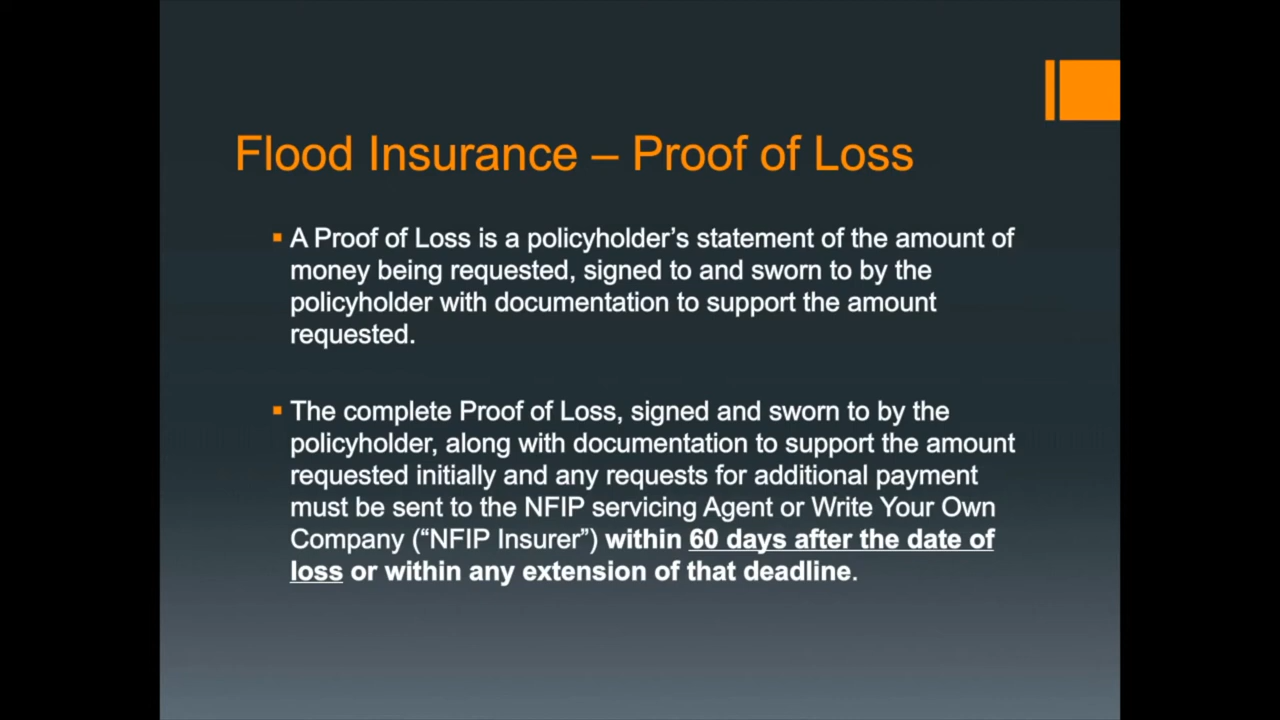 Flood Insurance – Proof of Loss
▪ A Proof of Loss is a policyholder’s statement of the amount of
money being requested, signed to and sworn to by the
policyholder with documentation to support the amount
requested.
▪ The complete Proof of Loss, signed and sworn to by the
policyholder, along with documentation to support the amount
requested initially and any requests for additional payment
must be sent to the NFIP servicing Agent or Write Your Own
Company (“NFIP Insurer”) within 60 days after the date of
loss or within any extension of that deadline.